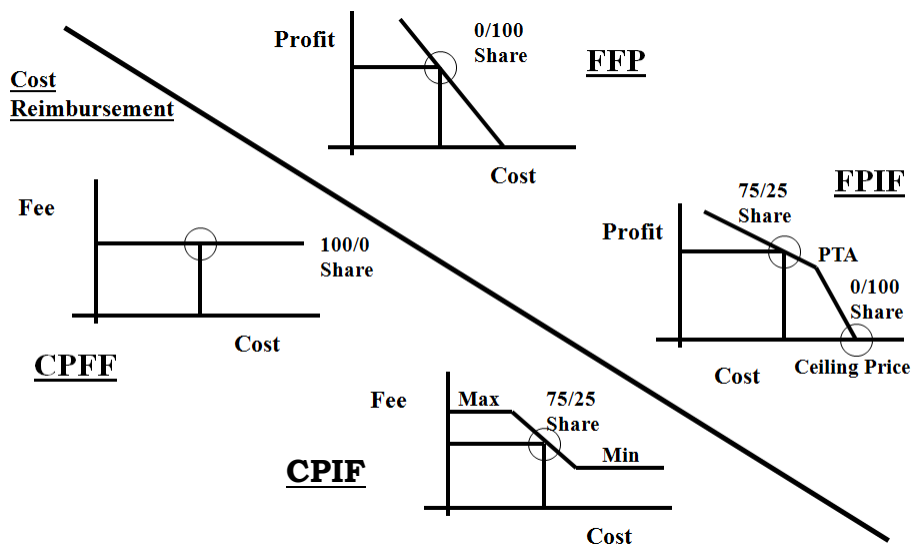 Profit
0/100
Share
FFP
Cost
Cost
Reimbursement
Fee
100/0
Share
Cost
CPFF
FPIF
75/25
Share
Profit
PTA
0/100
Share
Cost
Ceiling Price
Fee
Max
75/25
Share
Min
CPIF
Cost